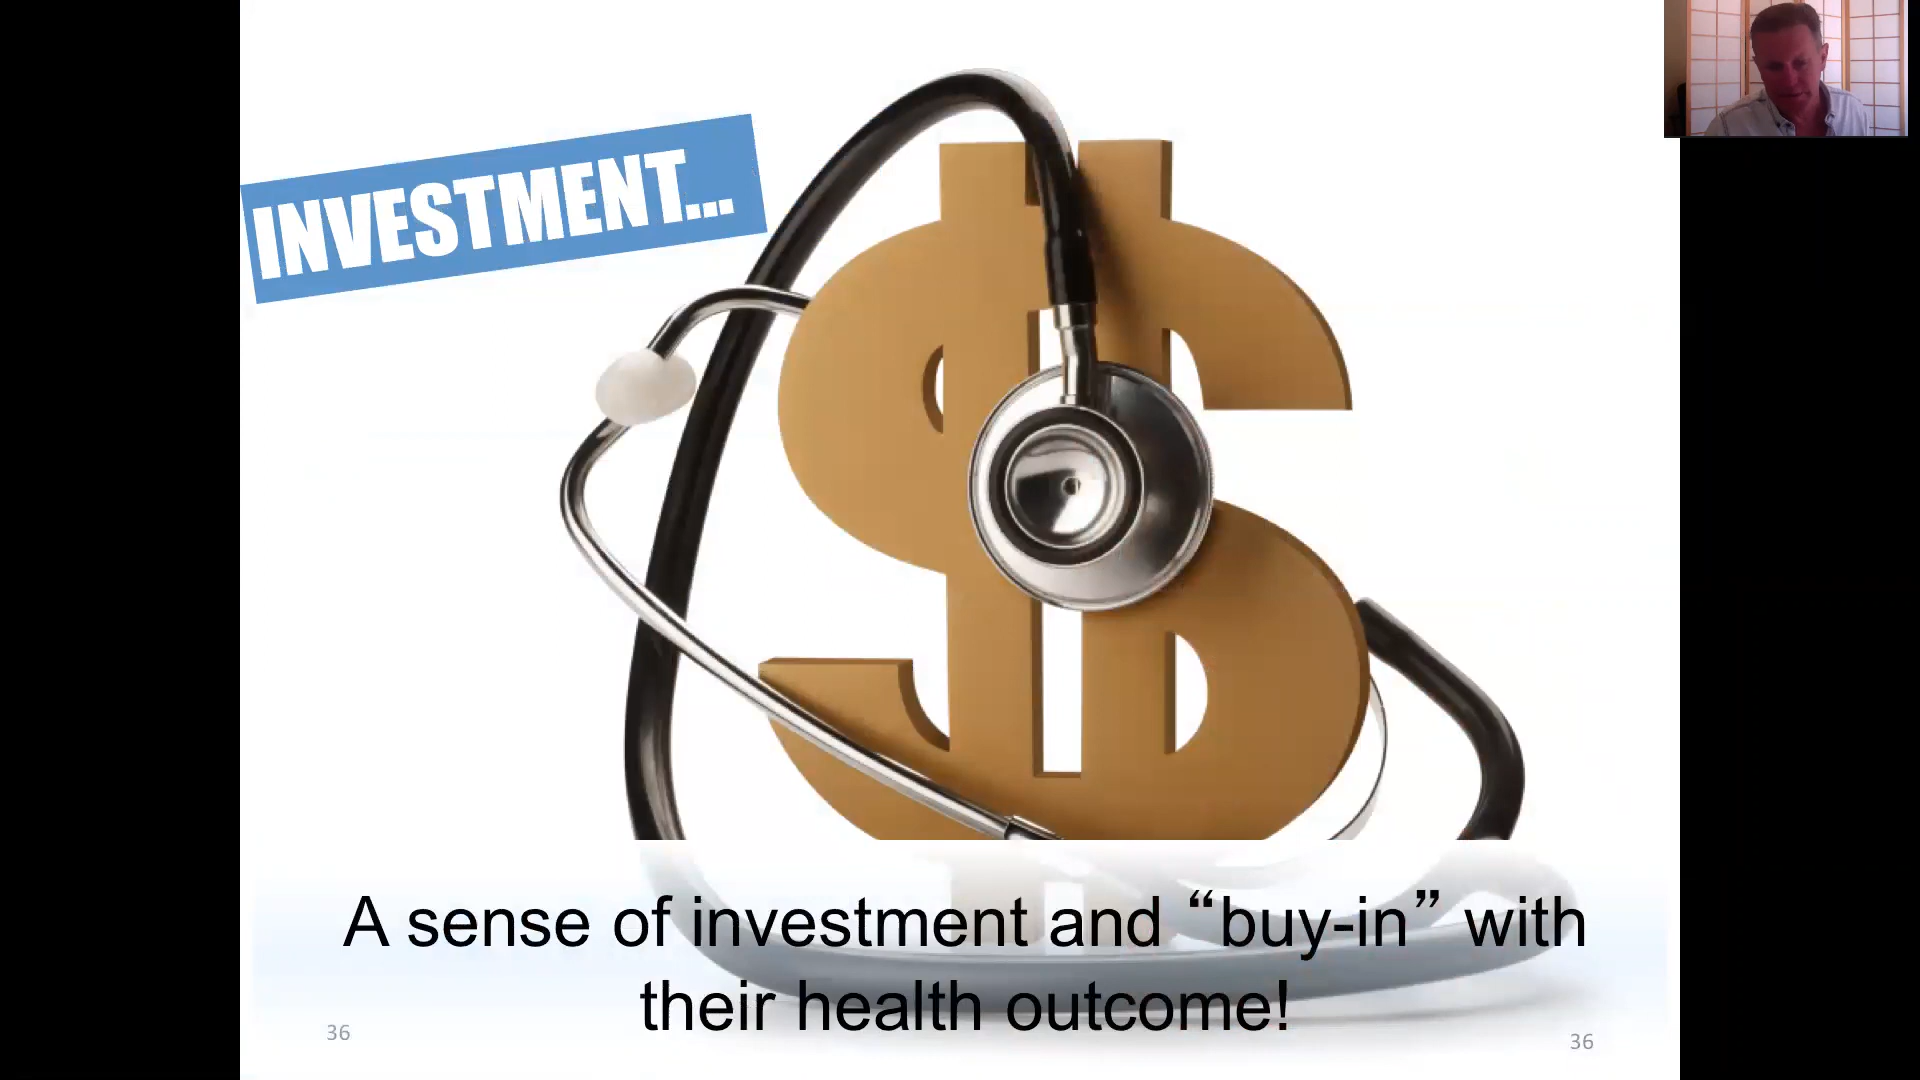 INVESTMENT...
A sense of investment and “buy-in” with
their health outcome!
36
36